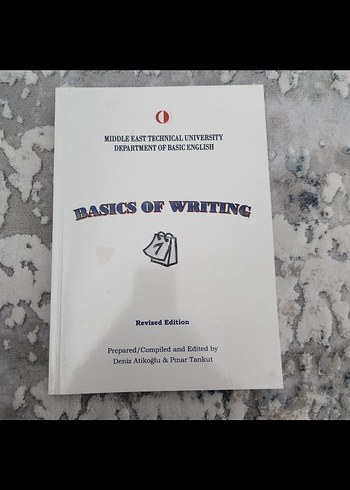 MIDDLE EAST TECHNICAL UNIVERSITY
DEPARTMENT OF BASIC ENGLISH
BASICS OF WRITING
Revised Edition
Prepared/Compiled and Edited by
Deniz Atikoğlu & Pınar Tankut